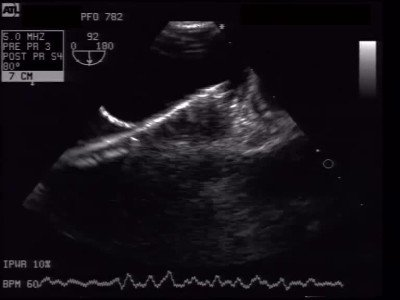 ATL
PFO 782
5.0 MHZ
PRE PR 3
POST PR S4
80°
7 CM
92
0 180
IPWR 10%
BPM 60